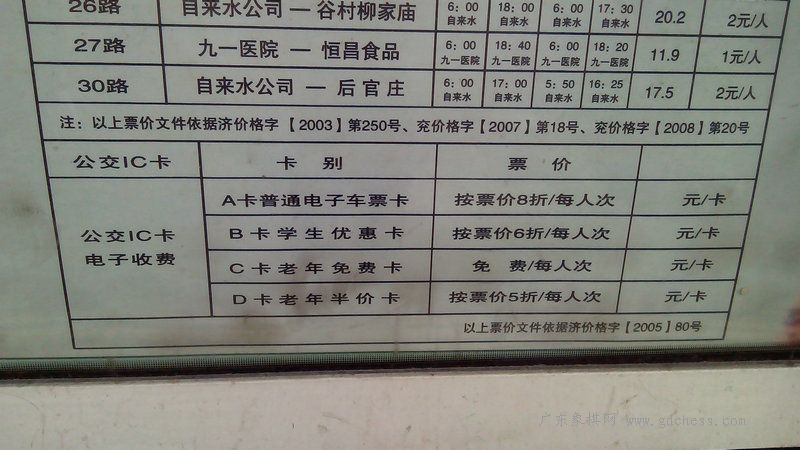 26路 自来水公司 — 谷村柳家庙 6：00 自来水 18：00 自来水 6：00 自来水 17：30 自来水 20.2 2元/人
27路 九一医院 — 恒昌食品 6：00 九一医院 18：40 九一医院 6：00 九一医院 18：20 九一医院 11.9 1元/人
30路 自来水公司 — 后官庄 6：00 自来水 17：00 自来水 5：50 自来水 16：25 自来水 17.5 2元/人
注：以上票价文件依据济价格字【2003】第250号、兖价格字【2007】第18号、兖价格字【2008】第20号
公交IC卡 卡别 票价
公交IC卡
电子收费
A卡普通电子车票卡 按票价8折/每人次 元/卡
B卡学生优惠卡 按票价6折/每人次 元/卡
C卡老年免费卡 免费/每人次 元/卡
D卡老年半价卡 按票价5折/每人次 元/卡
以上票价文件依据济价格字【2005】80号
广东象棋网 www.gdchess.com